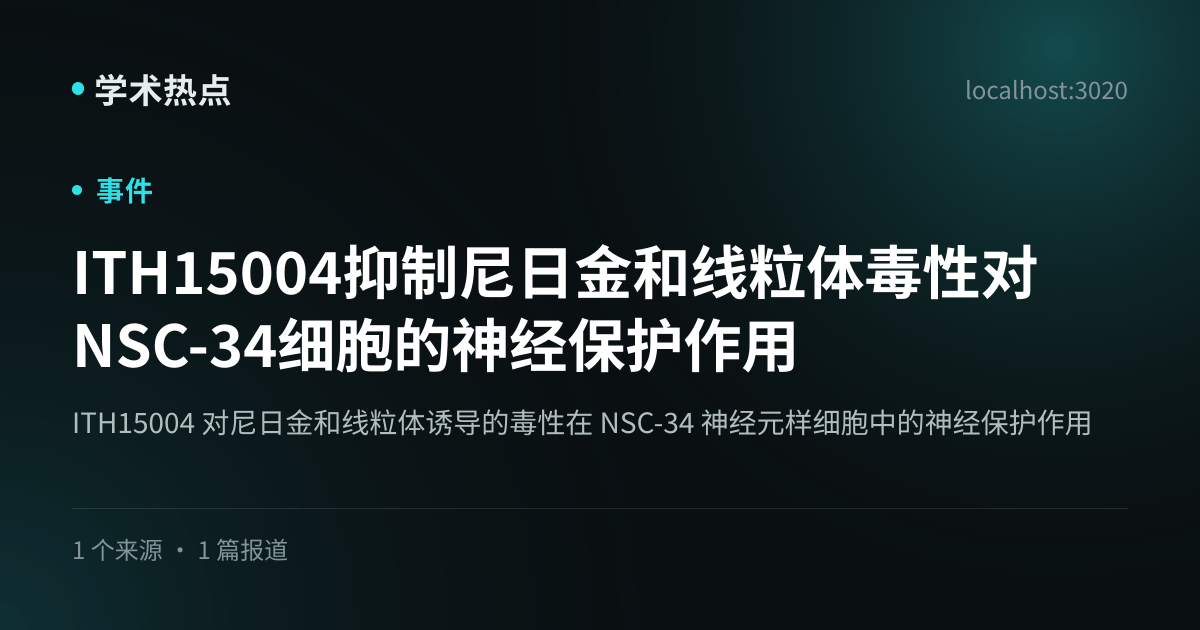 学术热点
localhost:3020
事件
ITH15004抑制尼日金和线粒体毒性对
NSC-34细胞的神经保护作用
ITH15004 对尼日金和线粒体诱导的毒性在 NSC-34 神经元样细胞中的神经保护作用
1 个来源 · 1 篇报道